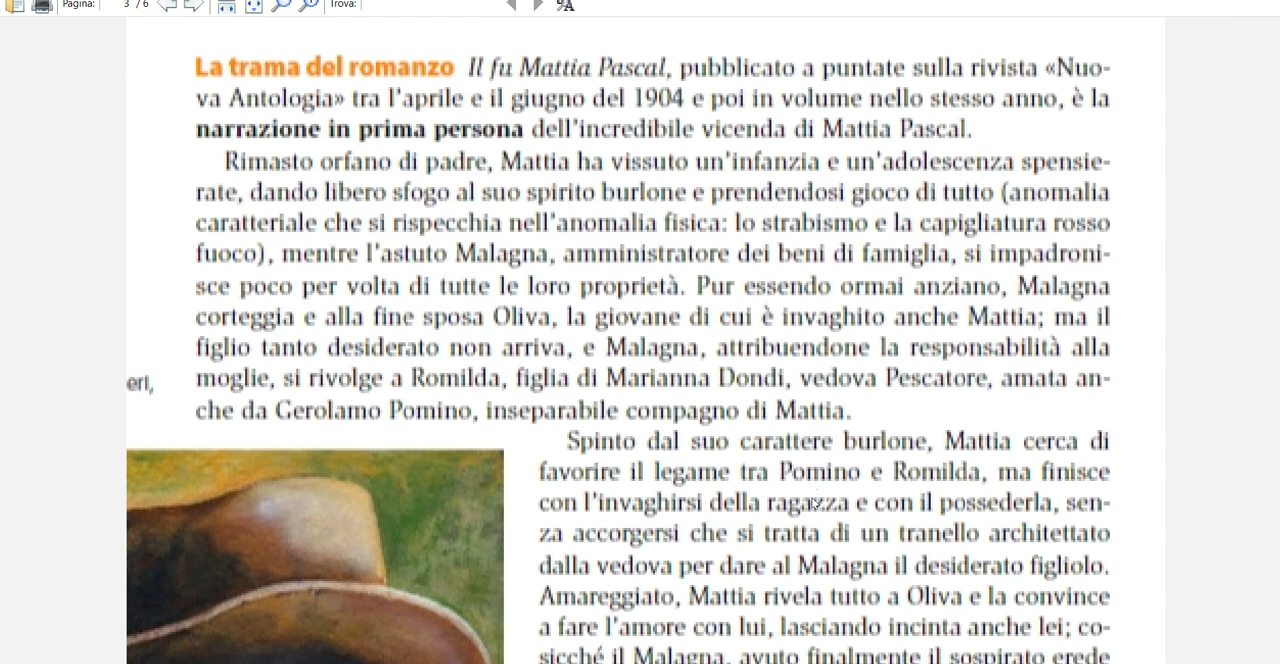 Pagina:
3 / 6
Trova:
La trama del romanzo Il fu Mattia Pascal, pubblicato a puntate sulla rivista «Nuo-
va Antologia» tra l'aprile e il giugno del 1904 e poi in volume nello stesso anno, è la
narrazione in prima persona dell'incredibile vicenda di Mattia Pascal.
Rimasto orfano di padre, Mattia ha vissuto un'infanzia e un'adolescenza spensie-
rate, dando libero sfogo al suo spirito burlone e prendendosi gioco di tutto (anomalia
caratteriale che si rispecchia nell'anomalia fisica: lo strabismo e la capigliatura rosso
fuoco), mentre l'astuto Malagna, amministratore dei beni di famiglia, si impadroni-
sce poco per volta di tutte le loro proprietà. Pur essendo ormai anziano, Malagna
corteggia e alla fine sposa Oliva, la giovane di cui è invaghito anche Mattia; ma il
figlio tanto desiderato non arriva, e Malagna, attribuendone la responsabilità alla
moglie, si rivolge a Romilda, figlia di Marianna Dondi, vedova Pescatore, amata an-
che da Gerolamo Pomino, inseparabile compagno di Mattia.
Spinto dal suo carattere burlone, Mattia cerca di
favorire il legame tra Pomino e Romilda, ma finisce
con l'invaghirsi della ragazza e con il possederla, sen-
za accorgersi che si tratta di un tranello architettato
dalla vedova per dare al Malagna il desiderato figliolo.
Amareggiato, Mattia rivela tutto a Oliva e la convince
a fare l'amore con lui, lasciando incinta anche lei; co-
sicché il Malagna, avuto finalmente il sospirato erede